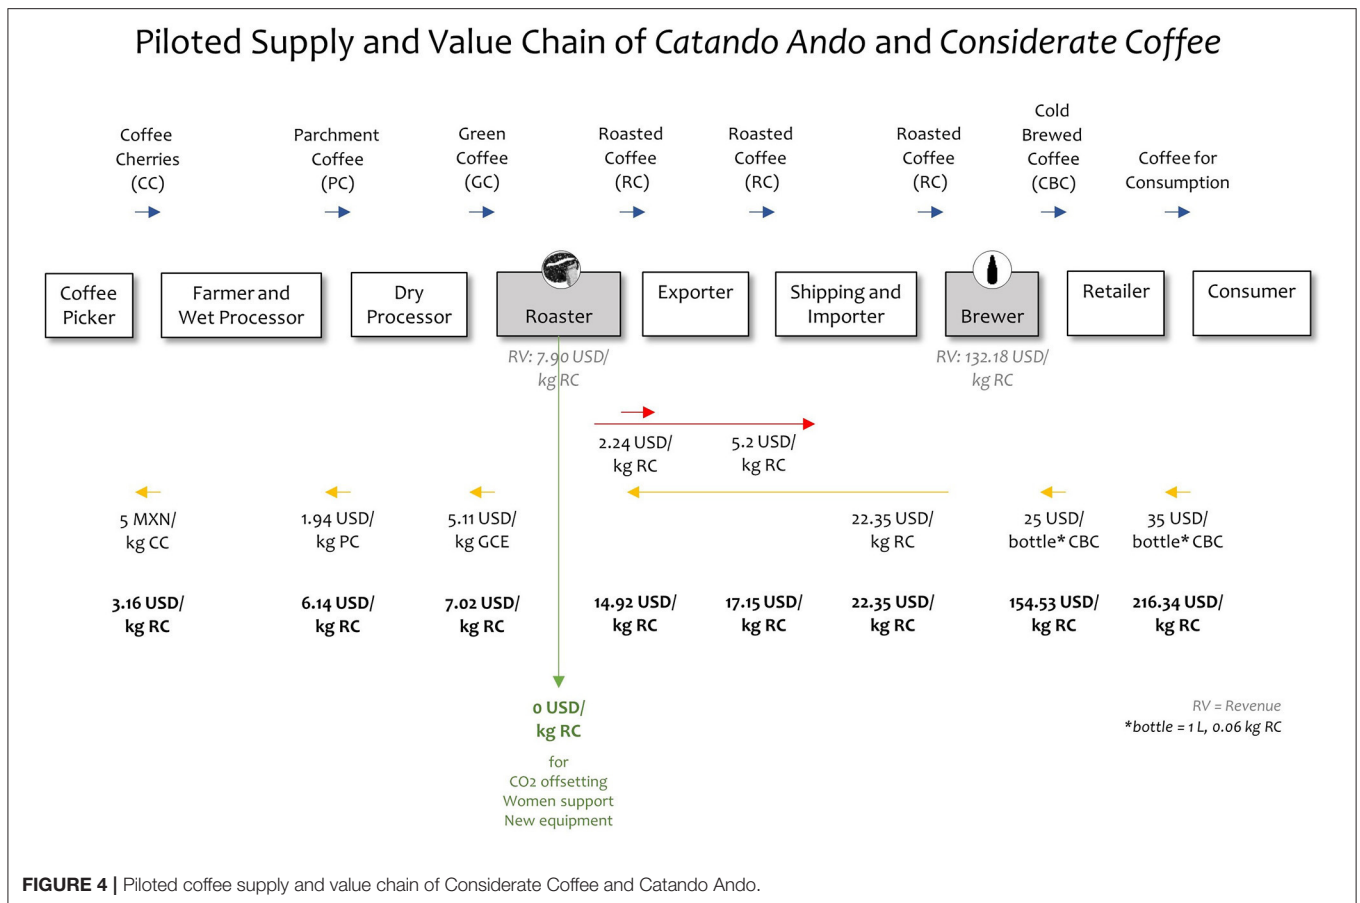 Piloted Supply and Value Chain of Catando Ando and Considerate Coffee
Coffee
Cherries
(CC)
Parchment
Coffee
(PC)
Green
Coffee
(GC)
Roasted
Coffee
(RC)
Roasted
Coffee
(RC)
Roasted
Coffee
(RC)
Cold
Brewed
Coffee
(CBC)
Coffee for
Consumption
Coffee
Picker
Farmer and
Wet Processor
Dry
Processor
Roaster
Exporter
Shipping and
Importer
Brewer
Retailer
Consumer
RV: 7.90 USD/
kg RC
RV: 132.18 USD/
kg RC
2.24 USD/
kg RC
5.2 USD/
kg RC
5 MXN/
kg CC
1.94 USD/
kg PC
5.11 USD/
kg GCE
22.35 USD/
kg RC
25 USD/
bottle* CBC
35 USD/
bottle* CBC
3.16 USD/
kg RC
6.14 USD/
kg RC
7.02 USD/
kg RC
14.92 USD/
kg RC
17.15 USD/
kg RC
22.35 USD/
kg RC
154.53 USD/
kg RC
216.34 USD/
kg RC
0 USD/
kg RC
for
CO2 offsetting
Women support
New equipment
RV = Revenue
*bottle = 1 L, 0.06 kg RC
FIGURE 4 | Piloted coffee supply and value chain of Considerate Coffee and Catando Ando.